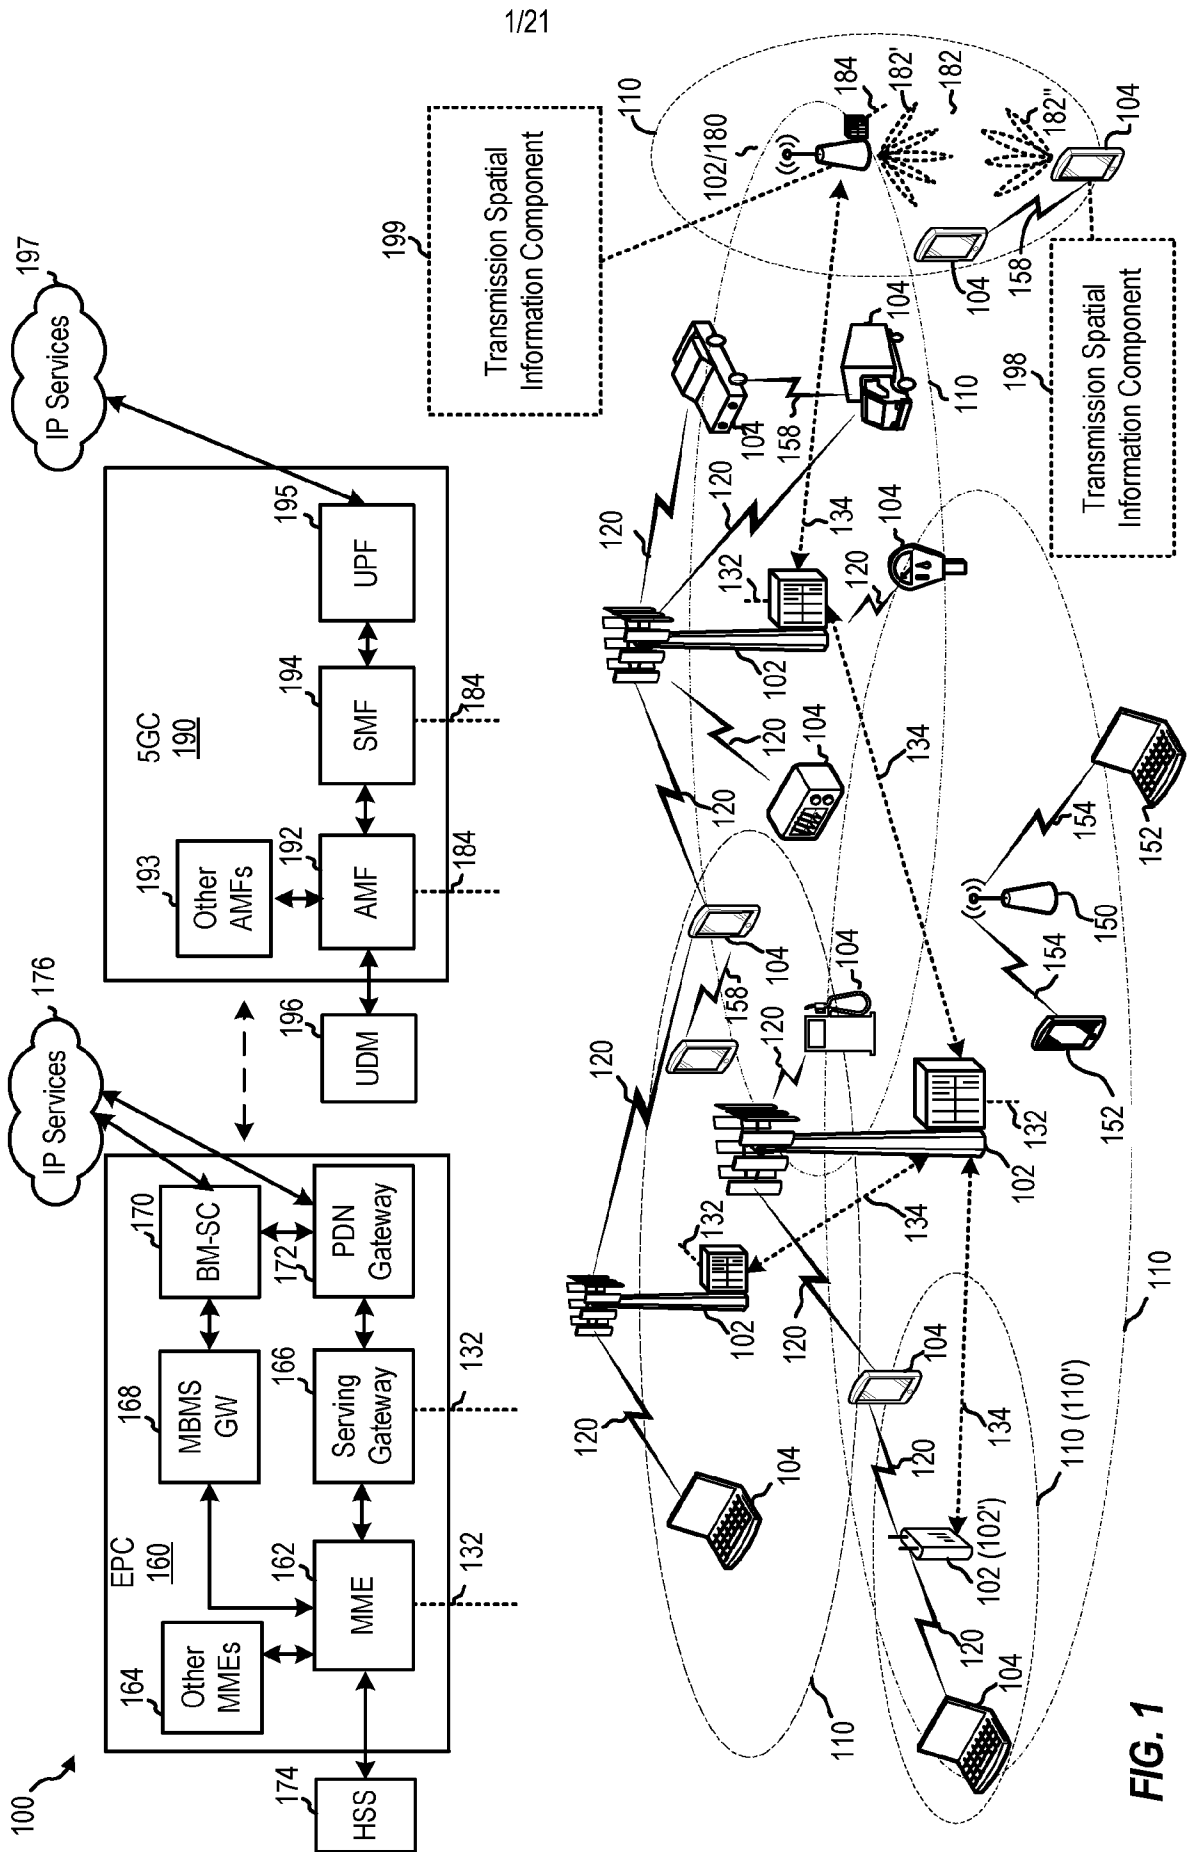 1/21
100
EPC
160
164
Other
MMEs
162
MME
132
168
MBMS
GW
166
Serving
Gateway
132
170
BM-SC
172
PDN
Gateway
174
HSS
176
IP Services
5GC
190
193
Other
AMFs
192
AMF
184
194
SMF
184
195
UPF
196
UDM
197
IP Services
199
Transmission Spatial
Information Component
102/180
110
184
182'
182
182"
104
104
158
198
Transmission Spatial
Information Component
120
104
158
104
110
120
134
132
102
120
104
120
104
120
134
120
104
158
120
104
120
132
102
134
132
102
120
104
110
120
104
120
104
102 (102')
134
110 (110')
110
152
154
150
154
152
FIG. 1